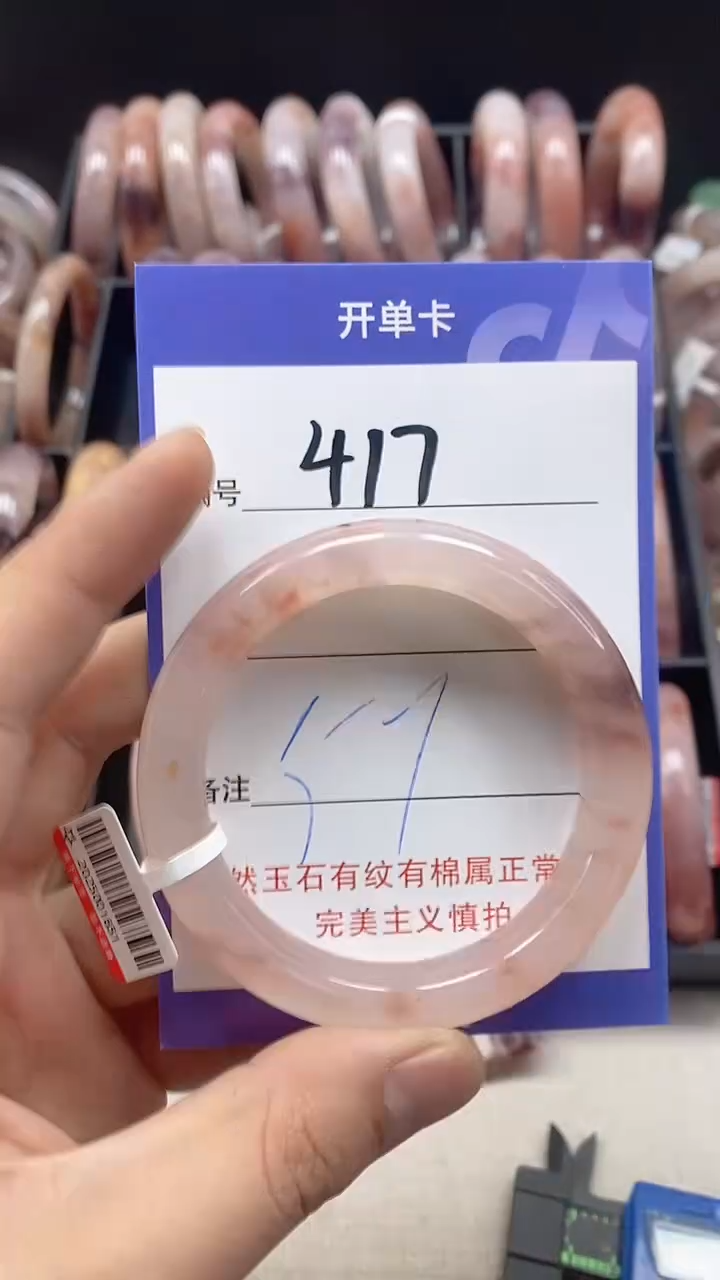 开单卡
号 417
备注
然玉石有纹有棉属正常
完美主义慎拍